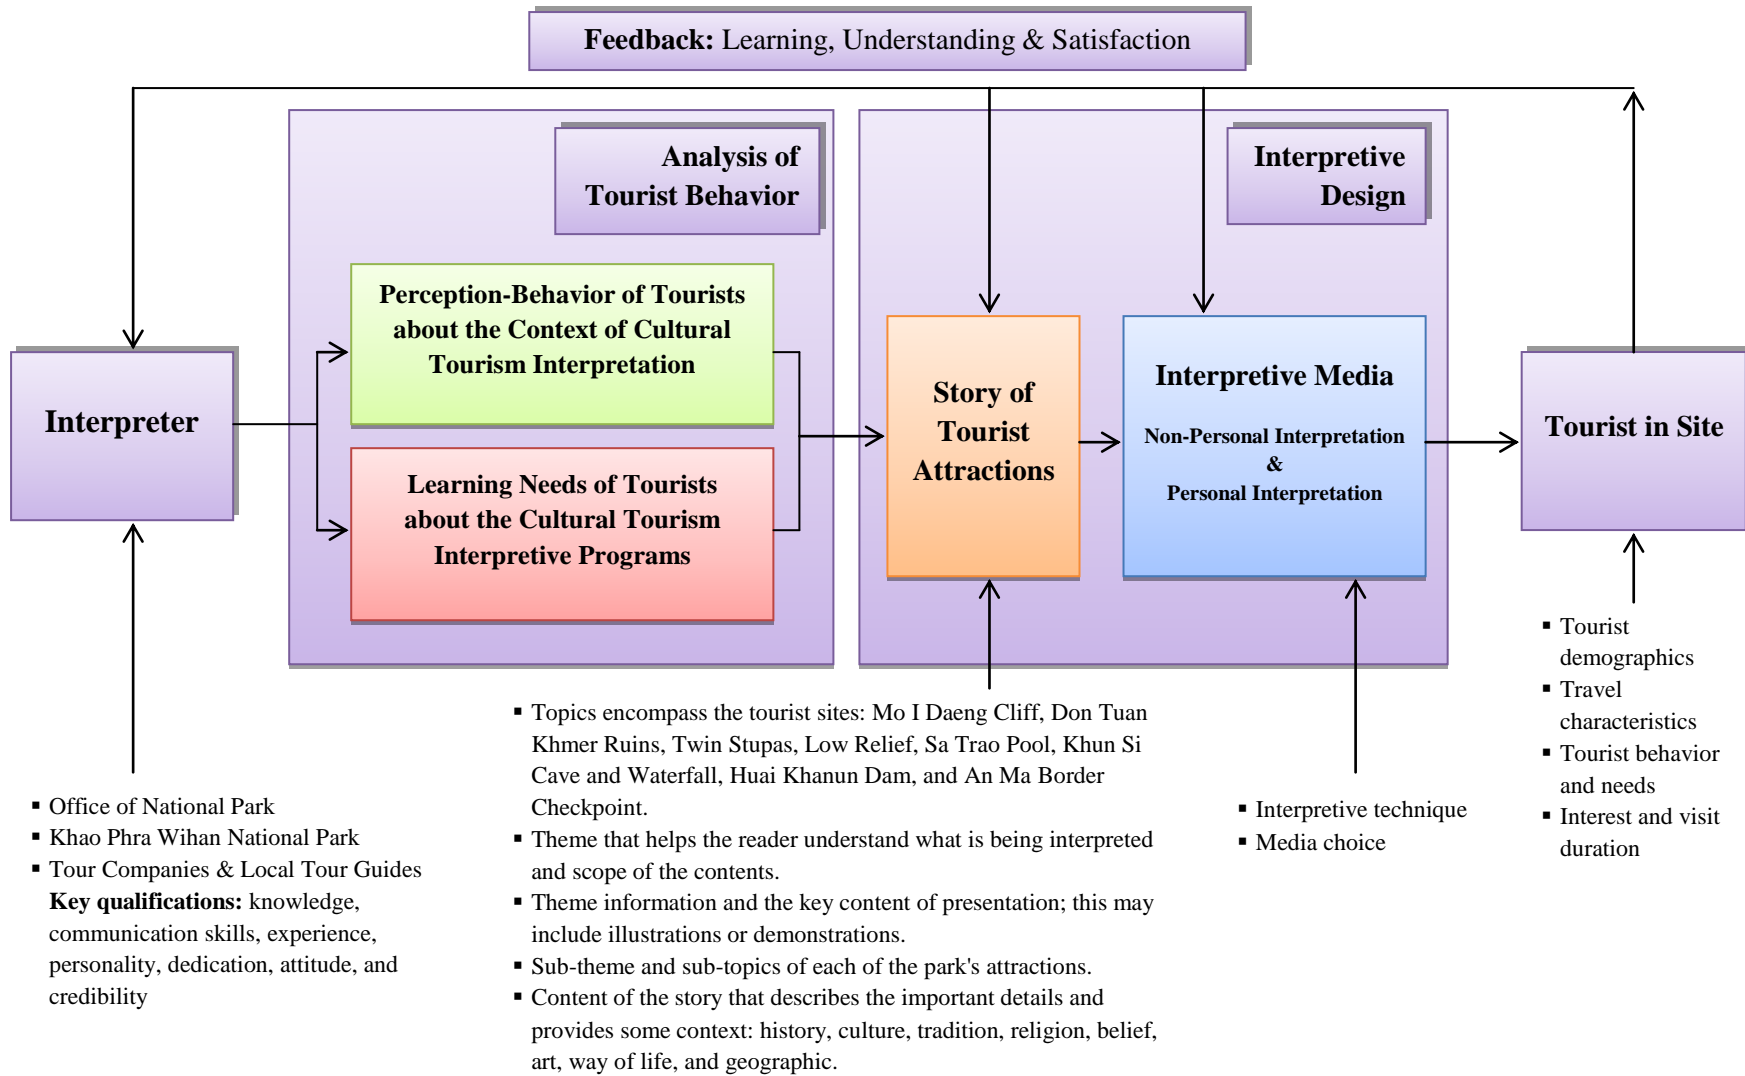 Feedback: Learning, Understanding & Satisfaction
Analysis of
Tourist Behavior
Interpretive
Design
Perception-Behavior of Tourists
about the Context of Cultural
Tourism Interpretation
Learning Needs of Tourists
about the Cultural Tourism
Interpretive Programs
Interpreter
Story of
Tourist
Attractions
Interpretive Media
Non-Personal Interpretation
&
Personal Interpretation
Tourist in Site
▪ Office of National Park
▪ Khao Phra Wihan National Park
▪ Tour Companies & Local Tour Guides
Key qualifications: knowledge,
communication skills, experience,
personality, dedication, attitude, and
credibility
▪ Topics encompass the tourist sites: Mo I Daeng Cliff, Don Tuan
Khmer Ruins, Twin Stupas, Low Relief, Sa Trao Pool, Khun Si
Cave and Waterfall, Huai Khanun Dam, and An Ma Border
Checkpoint.
▪ Theme that helps the reader understand what is being interpreted
and scope of the contents.
▪ Theme information and the key content of presentation; this may
include illustrations or demonstrations.
▪ Sub-theme and sub-topics of each of the park's attractions.
▪ Content of the story that describes the important details and
provides some context: history, culture, tradition, religion, belief,
art, way of life, and geographic.
▪ Interpretive technique
▪ Media choice
▪ Tourist
demographics
▪ Travel
characteristics
▪ Tourist behavior
and needs
▪ Interest and visit
duration